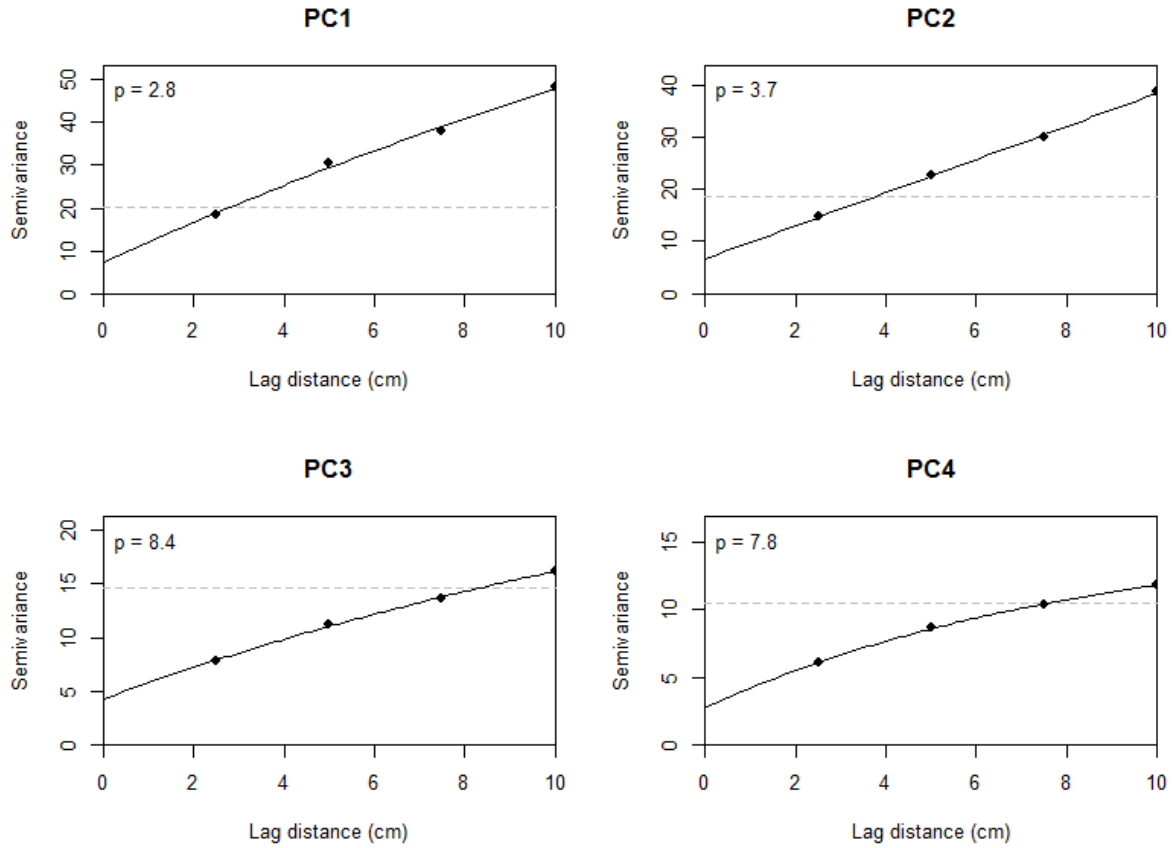 PC1
p = 2.8
Semivariance
0 10 20 30 40 50
0 2 4 6 8 10
Lag distance (cm)
PC2
p = 3.7
Semivariance
0 10 20 30 40
0 2 4 6 8 10
Lag distance (cm)
PC3
p = 8.4
Semivariance
0 5 10 15 20
0 2 4 6 8 10
Lag distance (cm)
PC4
p = 7.8
Semivariance
0 5 10 15
0 2 4 6 8 10
Lag distance (cm)